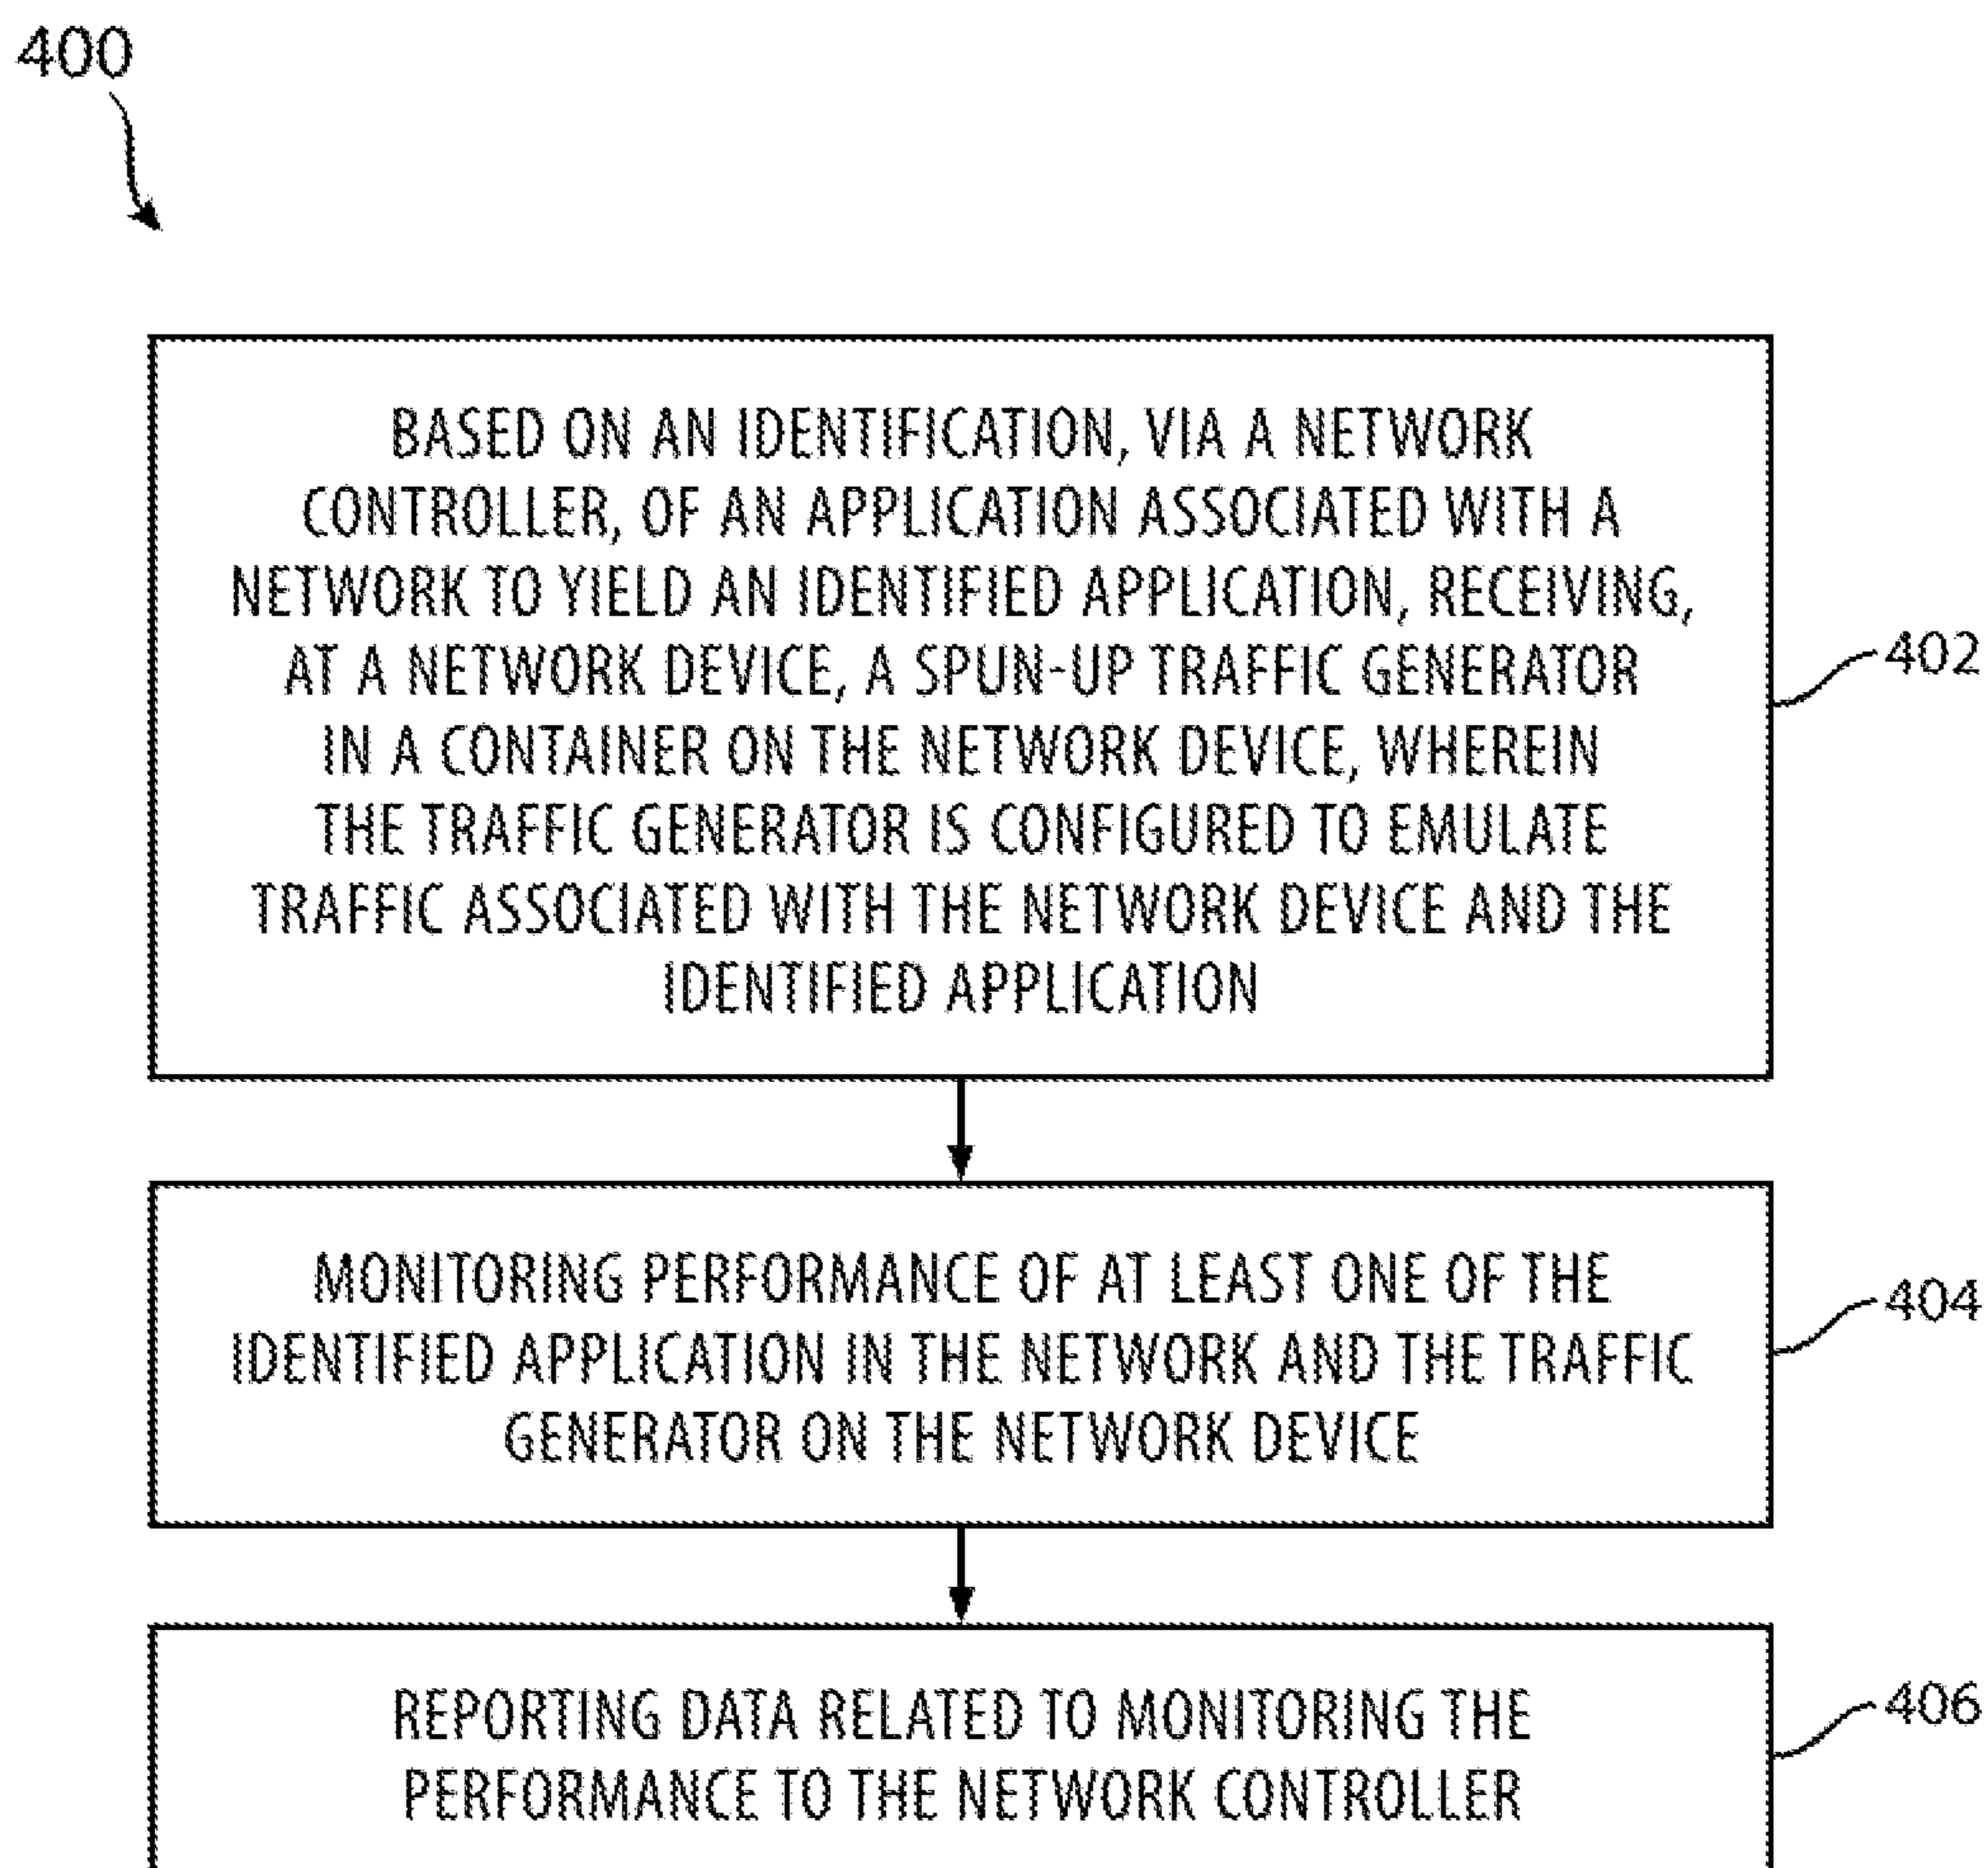 400
BASED ON AN IDENTIFICATION, VIA A NETWORK
CONTROLLER, OF AN APPLICATION ASSOCIATED WITH A
NETWORK TO YIELD AN IDENTIFIED APPLICATION, RECEIVING,
AT A NETWORK DEVICE, A SPUN-UP TRAFFIC GENERATOR
IN A CONTAINER ON THE NETWORK DEVICE, WHEREIN
THE TRAFFIC GENERATOR IS CONFIGURED TO EMULATE
TRAFFIC ASSOCIATED WITH THE NETWORK DEVICE AND THE
IDENTIFIED APPLICATION
402
MONITORING PERFORMANCE OF AT LEAST ONE OF THE
IDENTIFIED APPLICATION IN THE NETWORK AND THE TRAFFIC
GENERATOR ON THE NETWORK DEVICE
404
REPORTING DATA RELATED TO MONITORING THE
PERFORMANCE TO THE NETWORK CONTROLLER
406